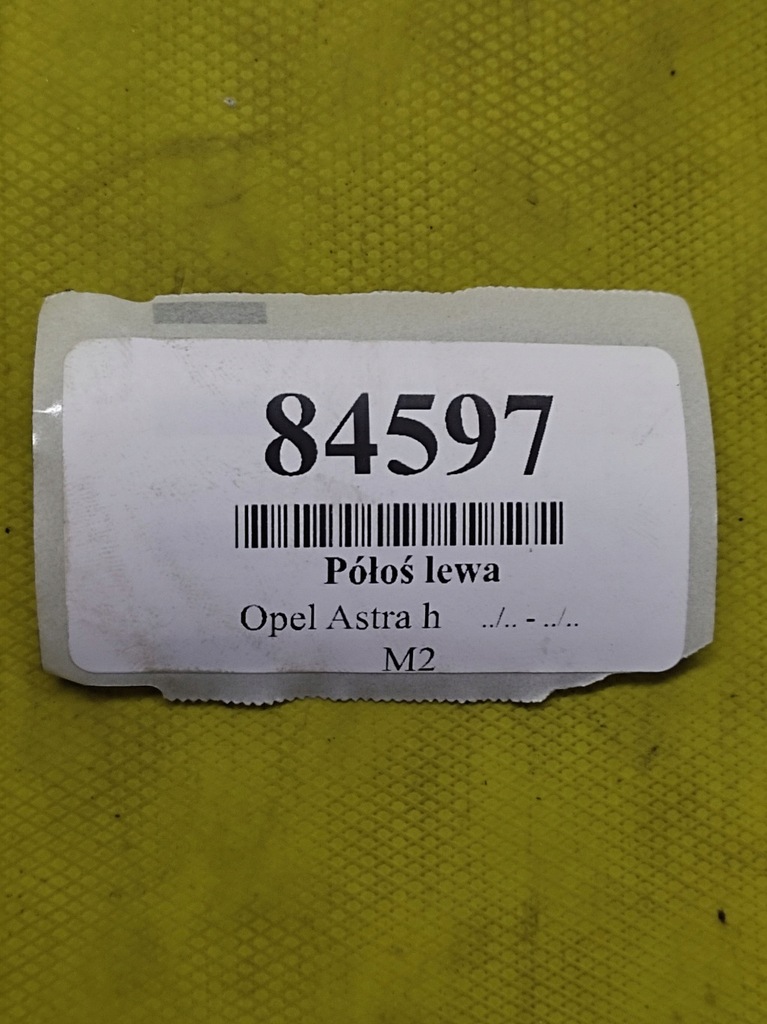 84597
Półoś lewa
Opel Astra h ../.. - ../..
M2